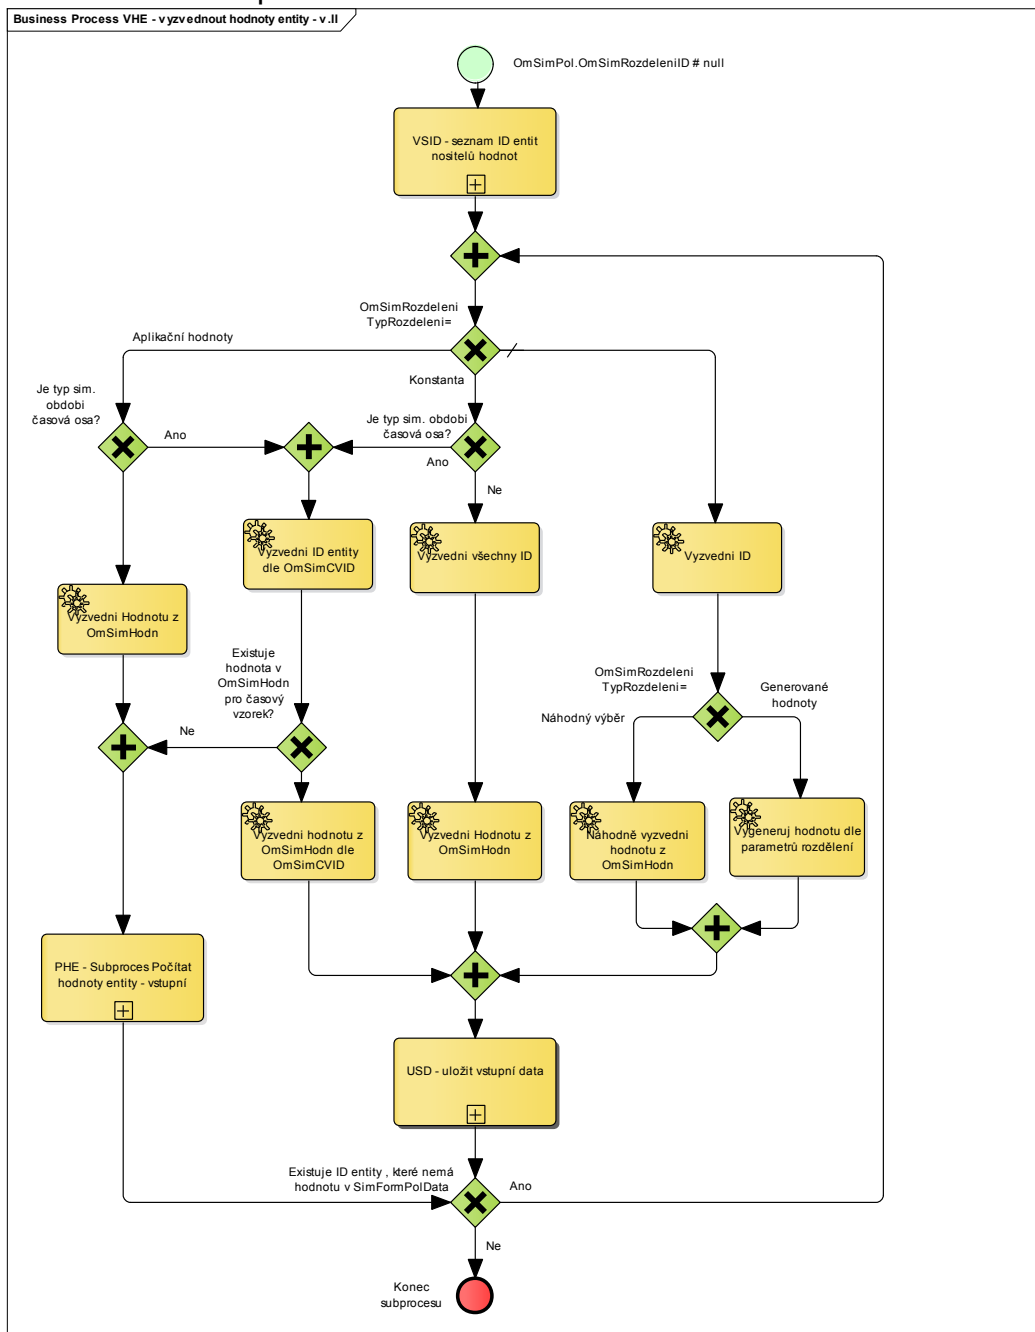 Business Process VHE - vyzvednout hodnoty entity - v.II
OmSimPol.OmSimRozdeleniID # null
VSID - seznam ID entit
nositelů hodnot
OmSimRozdeleni
TypRozdeleni=
Aplikační hodnoty
Konstanta
Je typ sim.
obdobi
časová osa?
Ano
Je typ sim. obdobi
časová osa?
Ano
Ne
Vyzvedni ID entity
dle OmSimCVID
Vyzvedni všechny ID
Vyzvedni ID
Vyzvedni Hodnotu z
OmSimHodn
Existuje
hodnota v
OmSimHodn
pro časový
vzorek?
Ne
OmSimRozdeleni
TypRozdeleni=
Náhodný výběr
Generované
hodnoty
Vyzvedni hodnotu z
OmSimHodn dle
OmSimCVID
Vyzvedni Hodnotu z
OmSimHodn
Náhodně vyzvedni
hodnotu z
OmSimHodn
Vygeneruj hodnotu dle
parametrů rozdělení
PHE - Subproces Počítat
hodnoty entity - vstupní
USD - uložit vstupní data
Existuje ID entity , které nemá
hodnotu v SimFormPolData
Ano
Ne
Konec
subprocesu